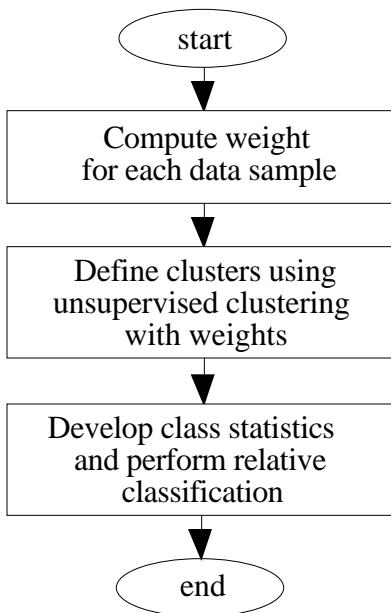 start
Compute weight
for each data sample
Define clusters using
unsupervised clustering
with weights
Develop class statistics
and perform relative
classification
end